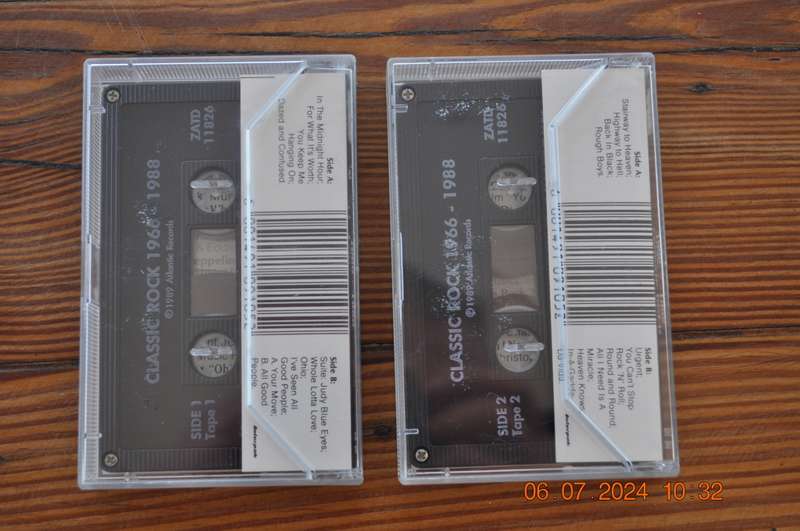 Side A:
In The Midnight Hour;
For What It's Worth;
You Keep Me
Hanging On;
Dazed and Confused
ZATD
11826
CLASSIC ROCK 1966 - 1988
©1989 Atlantic Records
SIDE 1
Tape 1
Side B:
Suite: Judy Blue Eyes;
Whole Lotta Love;
Ohio;
I've Seen All
Good People;
A. Your Move;
B. All Good
People.
Side A:
Stairway to Heaven;
Highway to Hell;
Back In Black;
Rough Boys.
ZATD
11826
CLASSIC ROCK 1966 - 1988
©1989 Atlantic Records
SIDE 2
Tape 2
Side B:
Urgent;
You Can't Stop
Rock 'N' Roll;
Round and Round;
All I Need Is A
Miracle;
Heaven Knows
06.07.2024 10:32